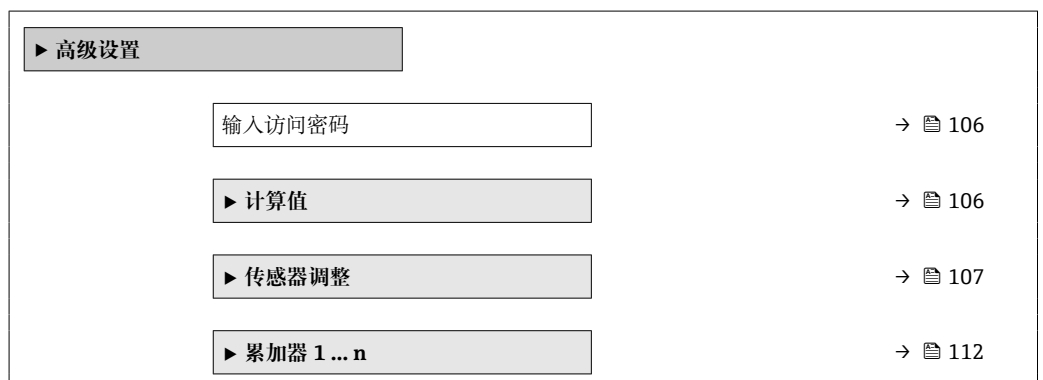 ▶ 高级设置
输入访问密码 → 🖹 106
▶ 计算值 → 🖹 106
▶ 传感器调整 → 🖹 107
▶ 累加器 1 … n → 🖹 112